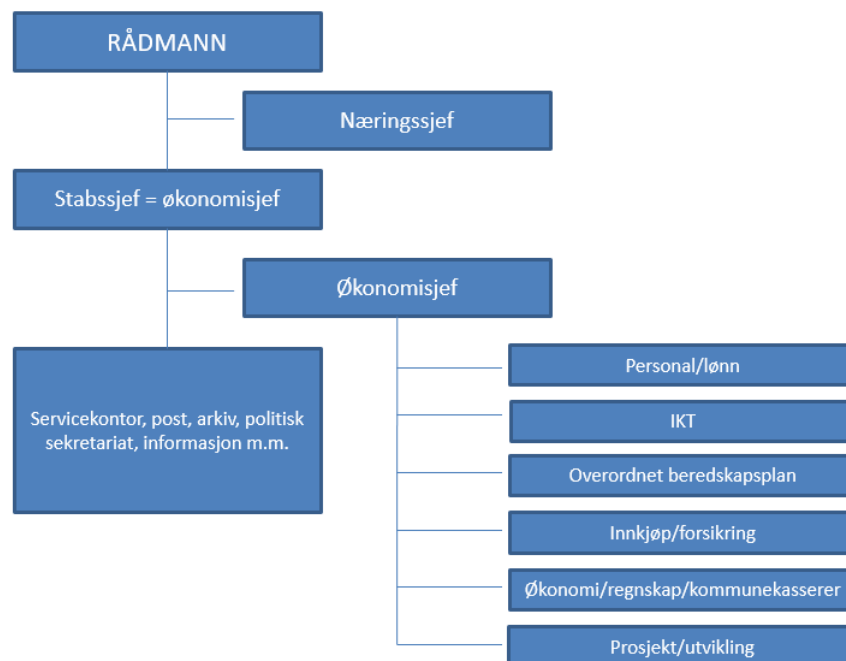 RÅDMANN
Næringssjef
Stabssjef = økonomisjef
Økonomisjef
Servicekontor, post, arkiv, politisk
sekretariat, informasjon m.m.
Personal/lønn
IKT
Overordnet beredskapsplan
Innkjøp/forsikring
Økonomi/regnskap/kommunekasserer
Prosjekt/utvikling